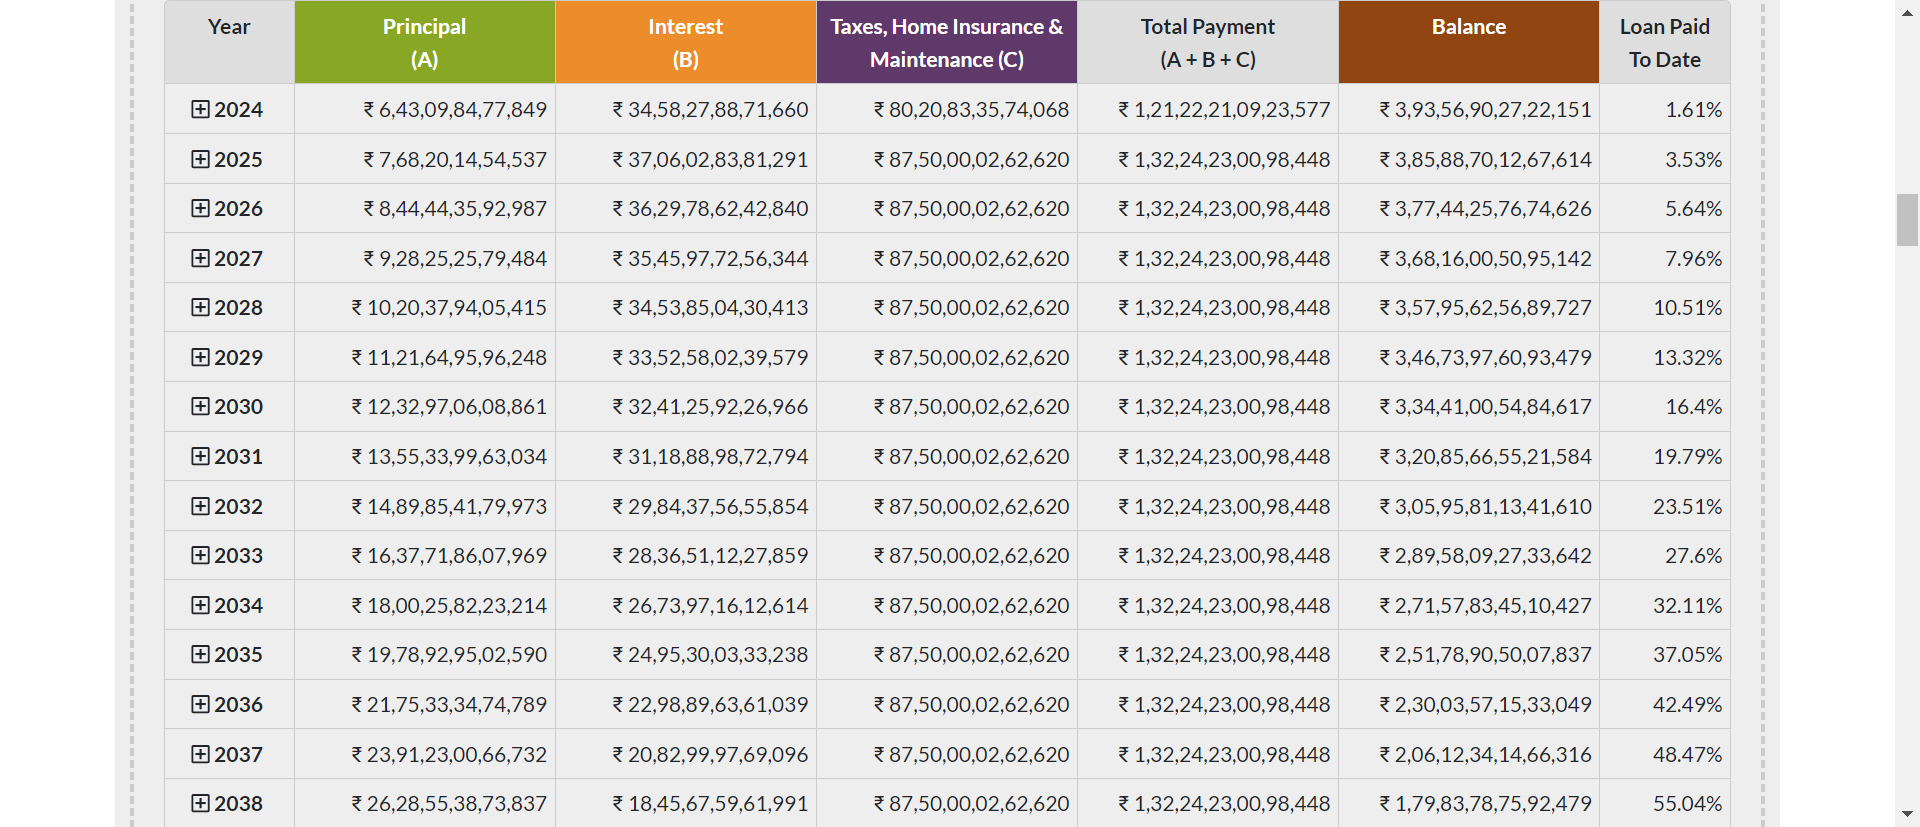 Year Principal Interest Taxes, Home Insurance & Total Payment Balance Loan Paid
(A) (B) Maintenance (C) (A + B + C) To Date
2024 ₹ 6,43,09,84,77,849 ₹ 34,58,27,88,71,660 ₹ 80,20,83,35,74,068 ₹ 1,21,22,21,09,23,577 ₹ 3,93,56,90,27,22,151 1.61%
2025 ₹ 7,68,20,14,54,537 ₹ 37,06,02,83,81,291 ₹ 87,50,00,02,62,620 ₹ 1,32,24,23,00,98,448 ₹ 3,85,88,70,12,67,614 3.53%
2026 ₹ 8,44,44,35,92,987 ₹ 36,29,78,62,42,840 ₹ 87,50,00,02,62,620 ₹ 1,32,24,23,00,98,448 ₹ 3,77,44,25,76,74,626 5.64%
2027 ₹ 9,28,25,25,79,484 ₹ 35,45,97,72,56,344 ₹ 87,50,00,02,62,620 ₹ 1,32,24,23,00,98,448 ₹ 3,68,16,00,50,95,142 7.96%
2028 ₹ 10,20,37,94,05,415 ₹ 34,53,85,04,30,413 ₹ 87,50,00,02,62,620 ₹ 1,32,24,23,00,98,448 ₹ 3,57,95,62,56,89,727 10.51%
2029 ₹ 11,21,64,95,96,248 ₹ 33,52,58,02,39,579 ₹ 87,50,00,02,62,620 ₹ 1,32,24,23,00,98,448 ₹ 3,46,73,97,60,93,479 13.32%
2030 ₹ 12,32,97,06,08,861 ₹ 32,41,25,92,26,966 ₹ 87,50,00,02,62,620 ₹ 1,32,24,23,00,98,448 ₹ 3,34,41,00,54,84,617 16.4%
2031 ₹ 13,55,33,99,63,034 ₹ 31,18,88,98,72,794 ₹ 87,50,00,02,62,620 ₹ 1,32,24,23,00,98,448 ₹ 3,20,85,66,55,21,584 19.79%
2032 ₹ 14,89,85,41,79,973 ₹ 29,84,37,56,55,854 ₹ 87,50,00,02,62,620 ₹ 1,32,24,23,00,98,448 ₹ 3,05,95,81,13,41,610 23.51%
2033 ₹ 16,37,71,86,07,969 ₹ 28,36,51,12,27,859 ₹ 87,50,00,02,62,620 ₹ 1,32,24,23,00,98,448 ₹ 2,89,58,09,27,33,642 27.6%
2034 ₹ 18,00,25,82,23,214 ₹ 26,73,97,16,12,614 ₹ 87,50,00,02,62,620 ₹ 1,32,24,23,00,98,448 ₹ 2,71,57,83,45,10,427 32.11%
2035 ₹ 19,78,92,95,02,590 ₹ 24,95,30,03,33,238 ₹ 87,50,00,02,62,620 ₹ 1,32,24,23,00,98,448 ₹ 2,51,78,90,50,07,837 37.05%
2036 ₹ 21,75,33,34,74,789 ₹ 22,98,89,63,61,039 ₹ 87,50,00,02,62,620 ₹ 1,32,24,23,00,98,448 ₹ 2,30,03,57,15,33,049 42.49%
2037 ₹ 23,91,23,00,66,732 ₹ 20,82,99,97,69,096 ₹ 87,50,00,02,62,620 ₹ 1,32,24,23,00,98,448 ₹ 2,06,12,34,14,66,316 48.47%
2038 ₹ 26,28,55,38,73,837 ₹ 18,45,67,59,61,991 ₹ 87,50,00,02,62,620 ₹ 1,32,24,23,00,98,448 ₹ 1,79,83,78,75,92,479 55.04%